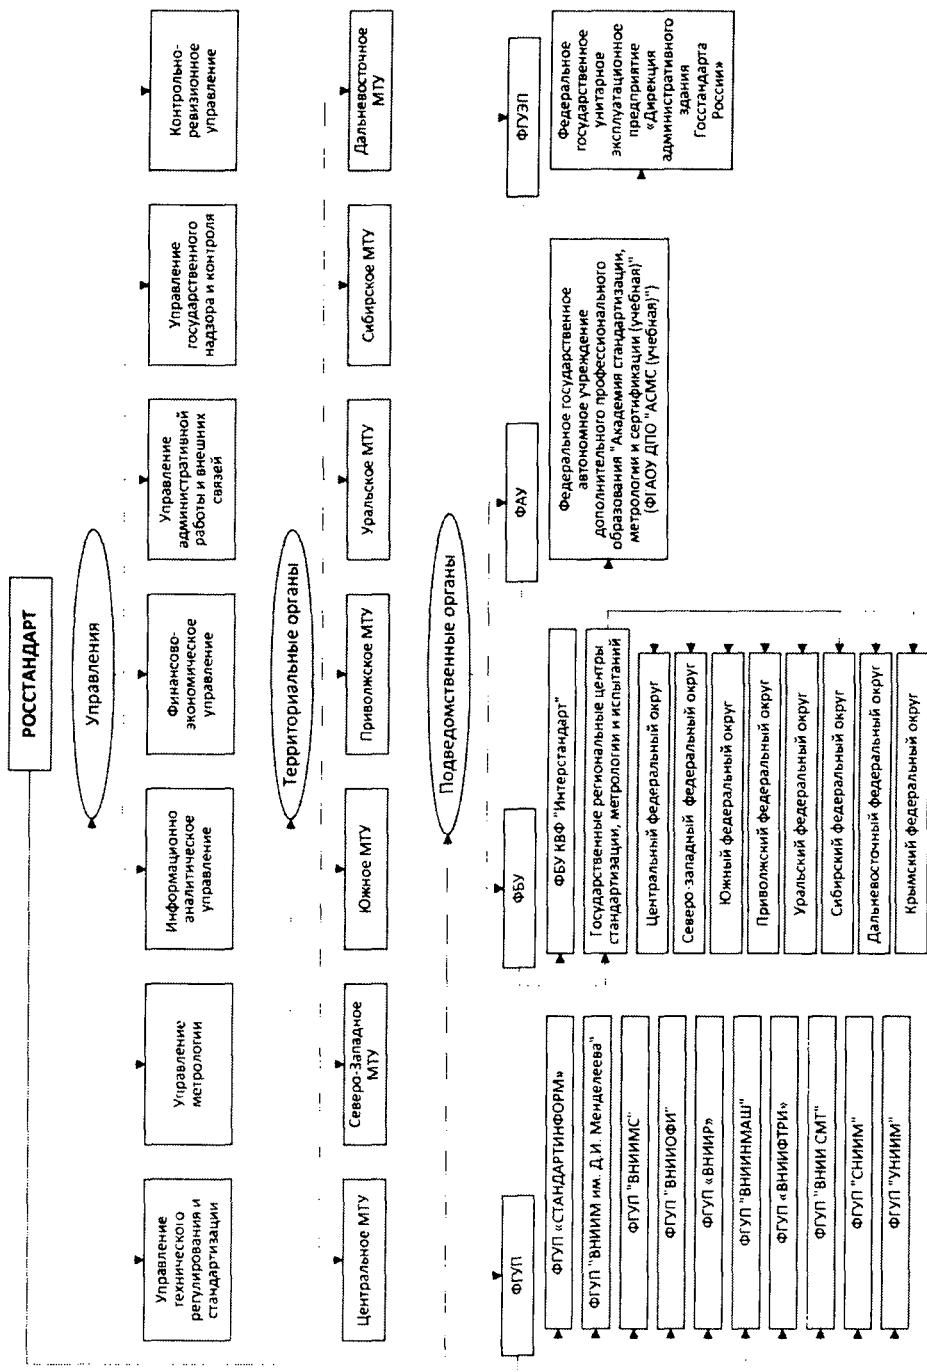 РОССТАНДАРТ
Управления
Управление
технического
регулирования и
стандартизации
Управление
метрологии
Информационно
аналитическое
управление
Финансово-
экономическое
управление
Управление
административной
работы и внешних
связей
Управление
государственного
надзора и контроля
Контрольно-
ревизионное
управление
Территориальные органы
Центральное МТУ
Северо-Западное
МТУ
Южное МТУ
Приволжское МТУ
Уральское МТУ
Сибирское МТУ
Дальневосточное
МТУ
Подведомственные органы
ФГУП
ФГУП «СТАНДАРТИНФОРМ»
ФГУП "ВНИИМ им. Д.И. Менделеева"
ФГУП "ВНИИМС"
ФГУП "ВНИИОФИ"
ФГУП «ВНИИР»
ФГУП "ВНИИНМАШ"
ФГУП «ВНИИФТРИ»
ФГУП "ВНИИ СМТ"
ФГУП "СНИИМ"
ФГУП "УНИИМ"
ФБУ
ФБУ КВФ "Интерстандарт"
Государственные региональные центры
стандартизации, метрологии и испытаний
Центральный федеральный округ
Северо-западный федеральный округ
Южный федеральный округ
Приволжский федеральный округ
Уральский федеральный округ
Сибирский федеральный округ
Дальневосточный федеральный округ
Крымский федеральный округ
ФАУ
Федеральное государственное
автономное учреждение
дополнительного профессионального
образования "Академия стандартизации,
метрологии и сертификации (учебная)"
(ФГАОУ ДПО "АСМС (учебная)")
ФГУЭП
Федеральное
государственное
унитарное
эксплуатационное
предприятие
«Дирекция
административного
здания
Госстандарта
России»